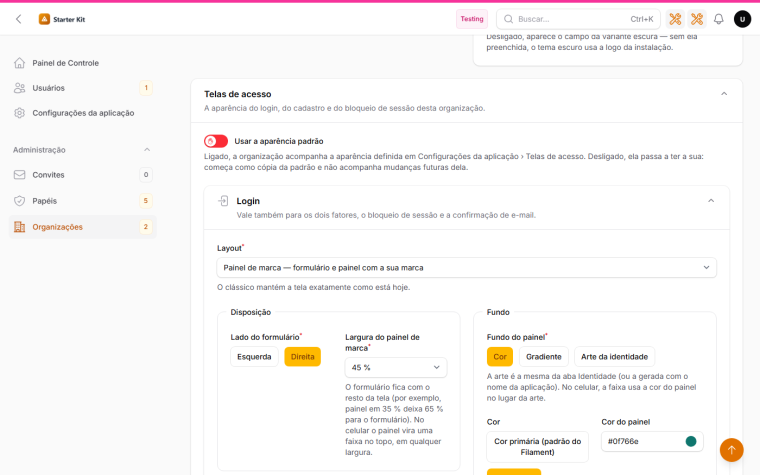 Starter Kit
Testing
Buscar...
Ctrl+K
U
Desligado, aparece o campo da variante escura — sem ela
preenchida, o tema escuro usa a logo da instalação.
Painel de Controle
Usuários
1
Configurações da aplicação
Administração
Convites
0
Papéis
5
Organizações
2
Telas de acesso
A aparência do login, do cadastro e do bloqueio de sessão desta organização.
Usar a aparência padrão
Ligado, a organização acompanha a aparência definida em Configurações da aplicação › Telas de acesso. Desligado, ela passa a ter a sua:
começa como cópia da padrão e não acompanha mudanças futuras dela.
Login
Vale também para os dois fatores, o bloqueio de sessão e a confirmação de e-mail.
Layout*
Painel de marca — formulário e painel com a sua marca
O clássico mantém a tela exatamente como está hoje.
Disposição
Lado do formulário*
Esquerda
Direita
Largura do painel de
marca*
45 %
O formulário fica com o
resto da tela (por exemplo,
painel em 35 % deixa 65 %
para o formulário). No
celular o painel vira uma
faixa no topo, em qualquer
largura.
Fundo
Fundo do painel*
Cor
Gradiente
Arte da identidade
A arte é a mesma da aba Identidade (ou a gerada com o
nome da aplicação). No celular, a faixa usa a cor do painel
no lugar da arte.
Cor
Cor primária (padrão do
Filament)
Cor do painel
#0f766e